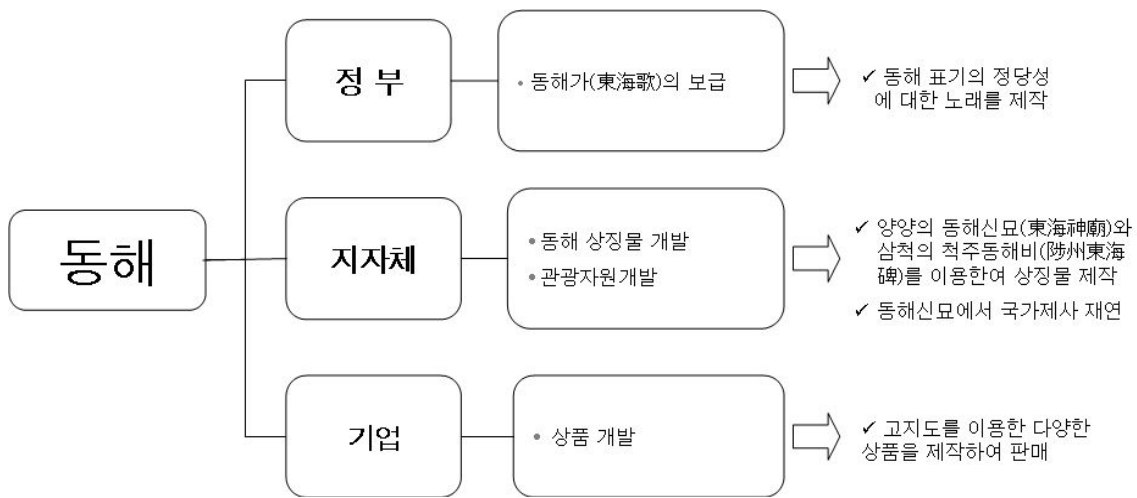 동해
정 부
• 동해가(東海歌)의 보급
✓ 동해 표기의 정당성
에 대한 노래를 제작
지자체
• 동해 상징물 개발
• 관광자원개발
✓ 양양의 동해신묘(東海神廟)와
삼척의 척주동해비(陟州東海
碑)를 이용한여 상징물 제작
✓ 동해신묘에서 국가제사 재연
기업
• 상품 개발
✓ 고지도를 이용한 다양한
상품을 제작하여 판매